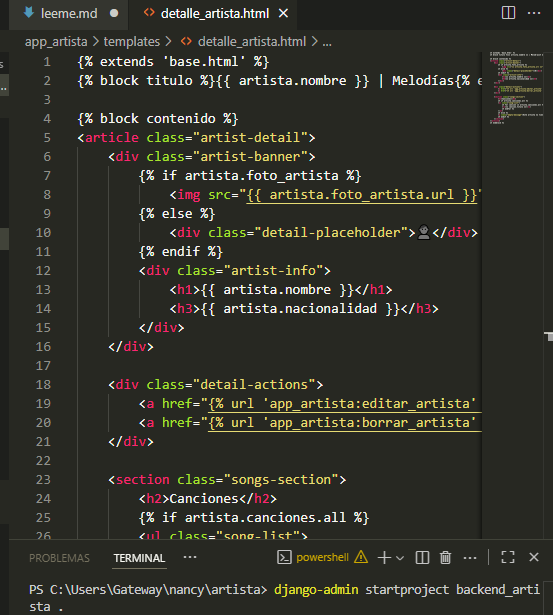 leeme.md
detalle_artista.html
app_artista > templates > detalle_artista.html > ...
1 {% extends 'base.html' %}
2 {% block titulo %}{{ artista.nombre }} | Melodías{% e
3
4 {% block contenido %}
5 <article class="artist-detail">
6 <div class="artist-banner">
7 {% if artista.foto_artista %}
8 <img src="{{ artista.foto_artista.url }}"
9 {% else %}
10 <div class="detail-placeholder">👤</div>
11 {% endif %}
12 <div class="artist-info">
13 <h1>{{ artista.nombre }}</h1>
14 <h3>{{ artista.nacionalidad }}</h3>
15 </div>
16 </div>
17
18 <div class="detail-actions">
19 <a href="{% url 'app_artista:editar_artista'
20 <a href="{% url 'app_artista:borrar_artista'
21 </div>
22
23 <section class="songs-section">
24 <h2>Canciones</h2>
25 {% if artista.canciones.all %}
26 <ul class="song-list">
PROBLEMAS TERMINAL ... powershell
PS C:\Users\Gateway\nancy\artista> django-admin startproject backend_arti
sta .